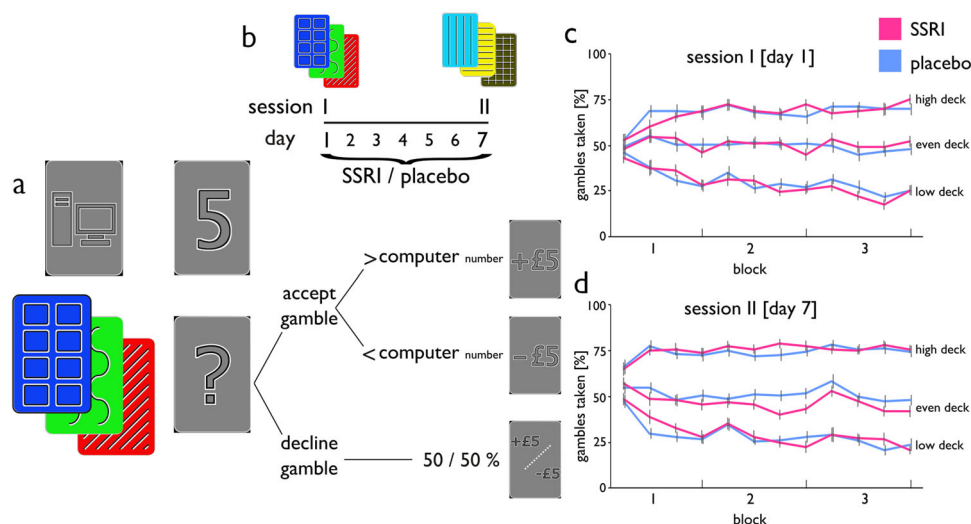 a
5
?
accept
gamble
decline
gamble
> computer number
< computer number
50 / 50 %
+£5
-£5
+£5
-£5
b
session I II
day 1 2 3 4 5 6 7
SSRI / placebo
c
session I [day 1]
SSRI
placebo
gambles taken [%]
100
75
50
25
0
high deck
even deck
low deck
1 2 3
block
d
session II [day 7]
gambles taken [%]
100
75
50
25
0
high deck
even deck
low deck
1 2 3
block